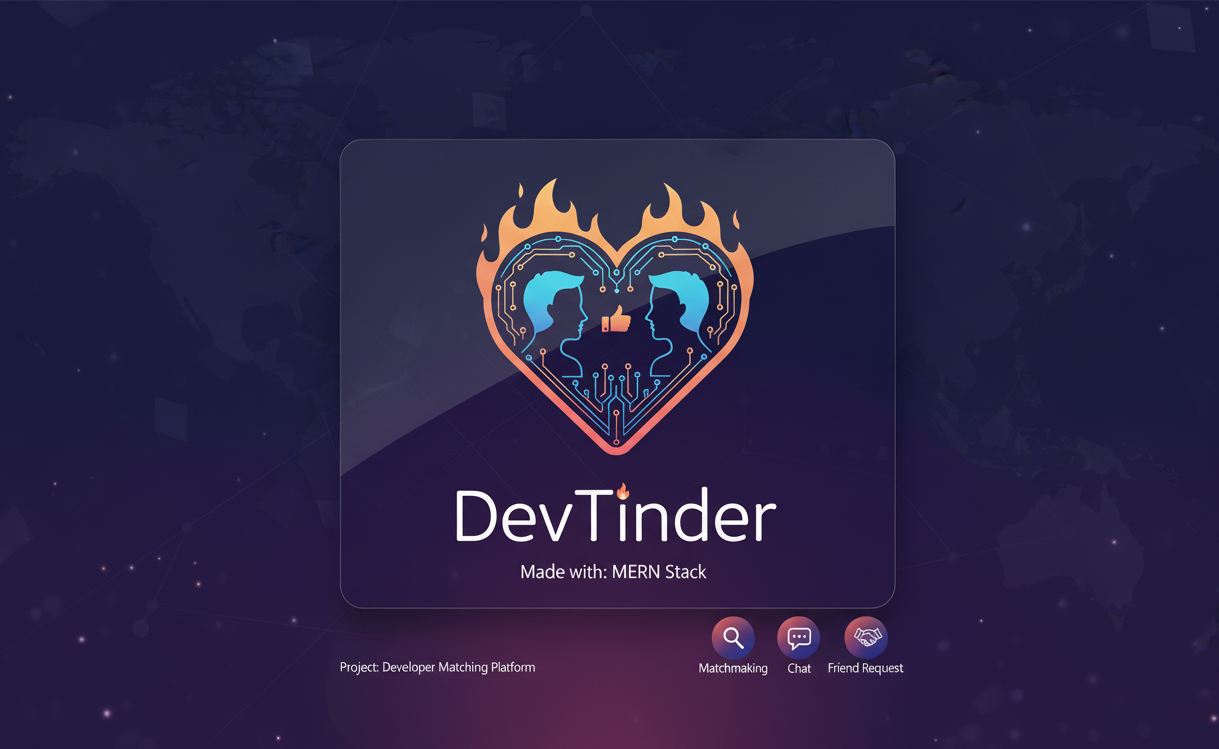 DevTinder
Made with: MERN Stack
Project: Developer Matching Platform
Matchmaking
Chat
Friend Request